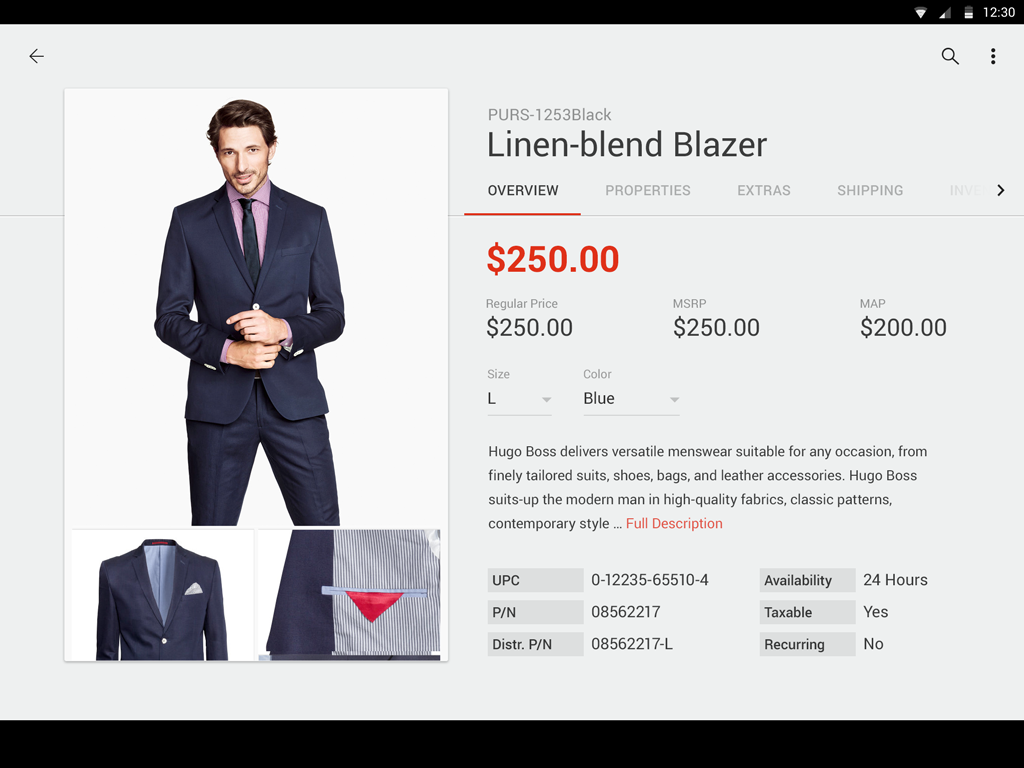 12:30
PURS-1253Black
Linen-blend Blazer
OVERVIEW PROPERTIES EXTRAS SHIPPING
$250.00
Regular Price MSRP MAP
$250.00 $250.00 $200.00
Size Color
L Blue
Hugo Boss delivers versatile menswear suitable for any occasion, from
finely tailored suits, shoes, bags, and leather accessories. Hugo Boss
suits-up the modern man in high-quality fabrics, classic patterns,
contemporary style ... Full Description
UPC 0-12235-65510-4 Availability 24 Hours
P/N 08562217 Taxable Yes
Distr. P/N 08562217-L Recurring No